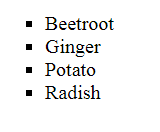 ▪ Beetroot
▪ Ginger
▪ Potato
▪ Radish